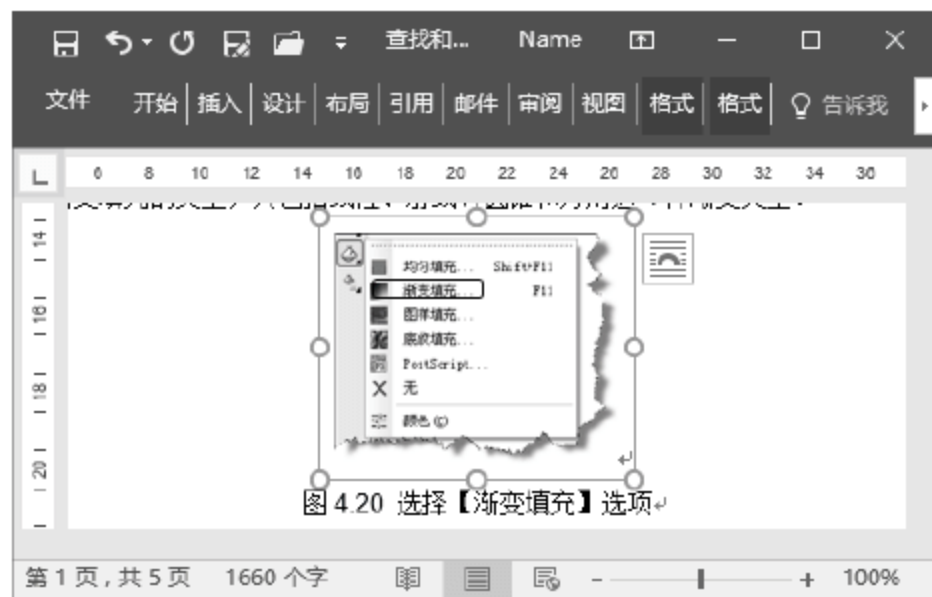 查找和... Name
文件 开始 插入 设计 布局 引用 邮件 审阅 视图 格式 格式 告诉我
6 8 10 12 14 16 18 20 22 24 26 28 30 32 34 36
14
16
18
20
均匀填充... Shift+F11
渐变填充... F11
图样填充...
底纹填充...
PostScript...
无
颜色(C)
图 4.20 选择【渐变填充】选项
第 1 页,共 5 页 1660 个字 100%